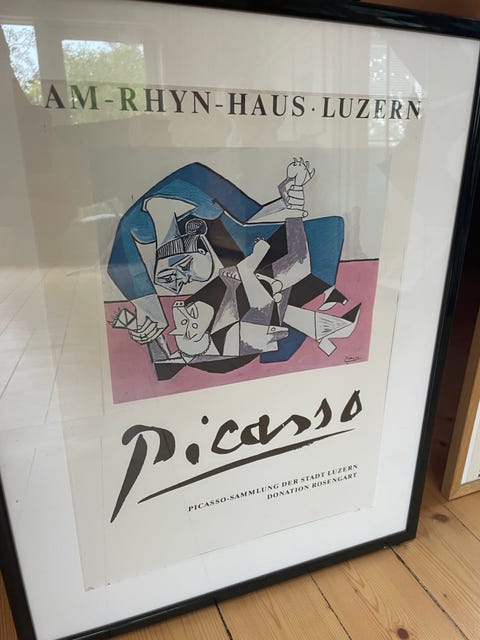 AM-RHYN-HAUS · LUZERN
Picasso
PICASSO-SAMMLUNG DER STADT LUZERN
DONATION ROSENGART